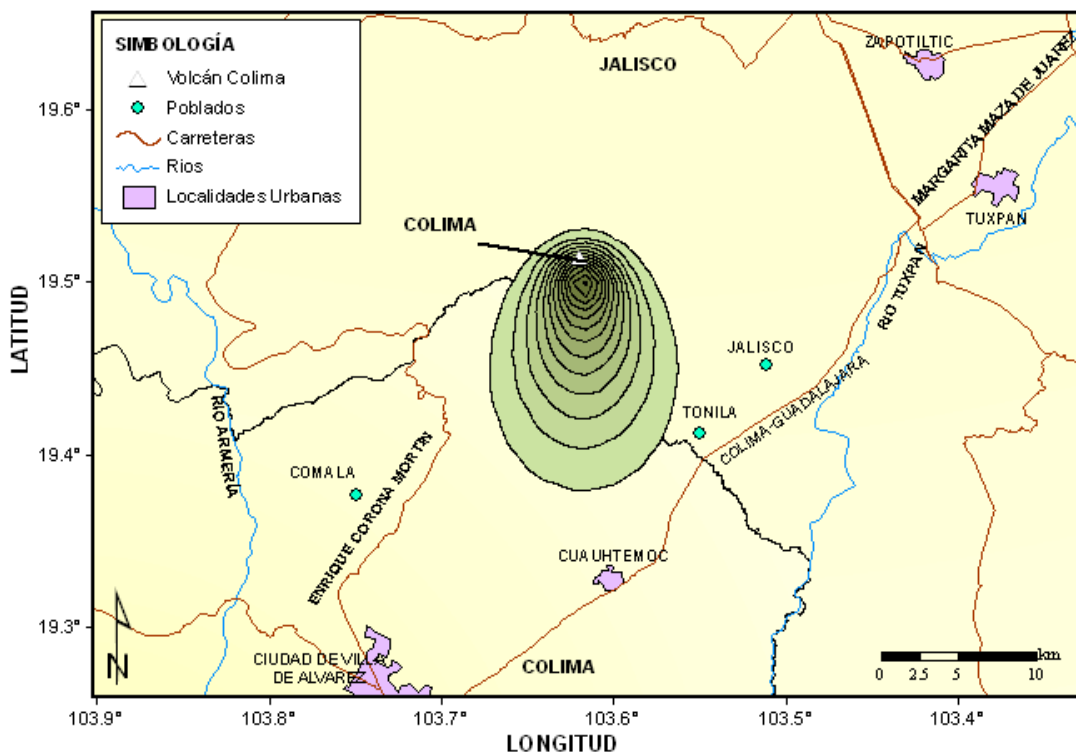 SIMBOLOGÍA
Volcán Colima
Poblados
Carreteras
Ríos
Localidades Urbanas
JALISCO
ZAPOTILTIC
MARGARITA MAZA DE JUAREZ
TUXPAN
COLIMA
RIO TUXPAN
JALISCO
TONILA
COLIMA-GUADALAJARA
RIO ARMERÍA
COMALA
ENRIQUE CORONA MORTIN
CUAUHTEMOC
CIUDAD DE VILLA
DE ALVAREZ
COLIMA
N
km
0 2.5 5 10
19.6°
19.5°
19.4°
19.3°
LATITUD
103.9° 103.8° 103.7° 103.6° 103.5° 103.4°
LONGITUD